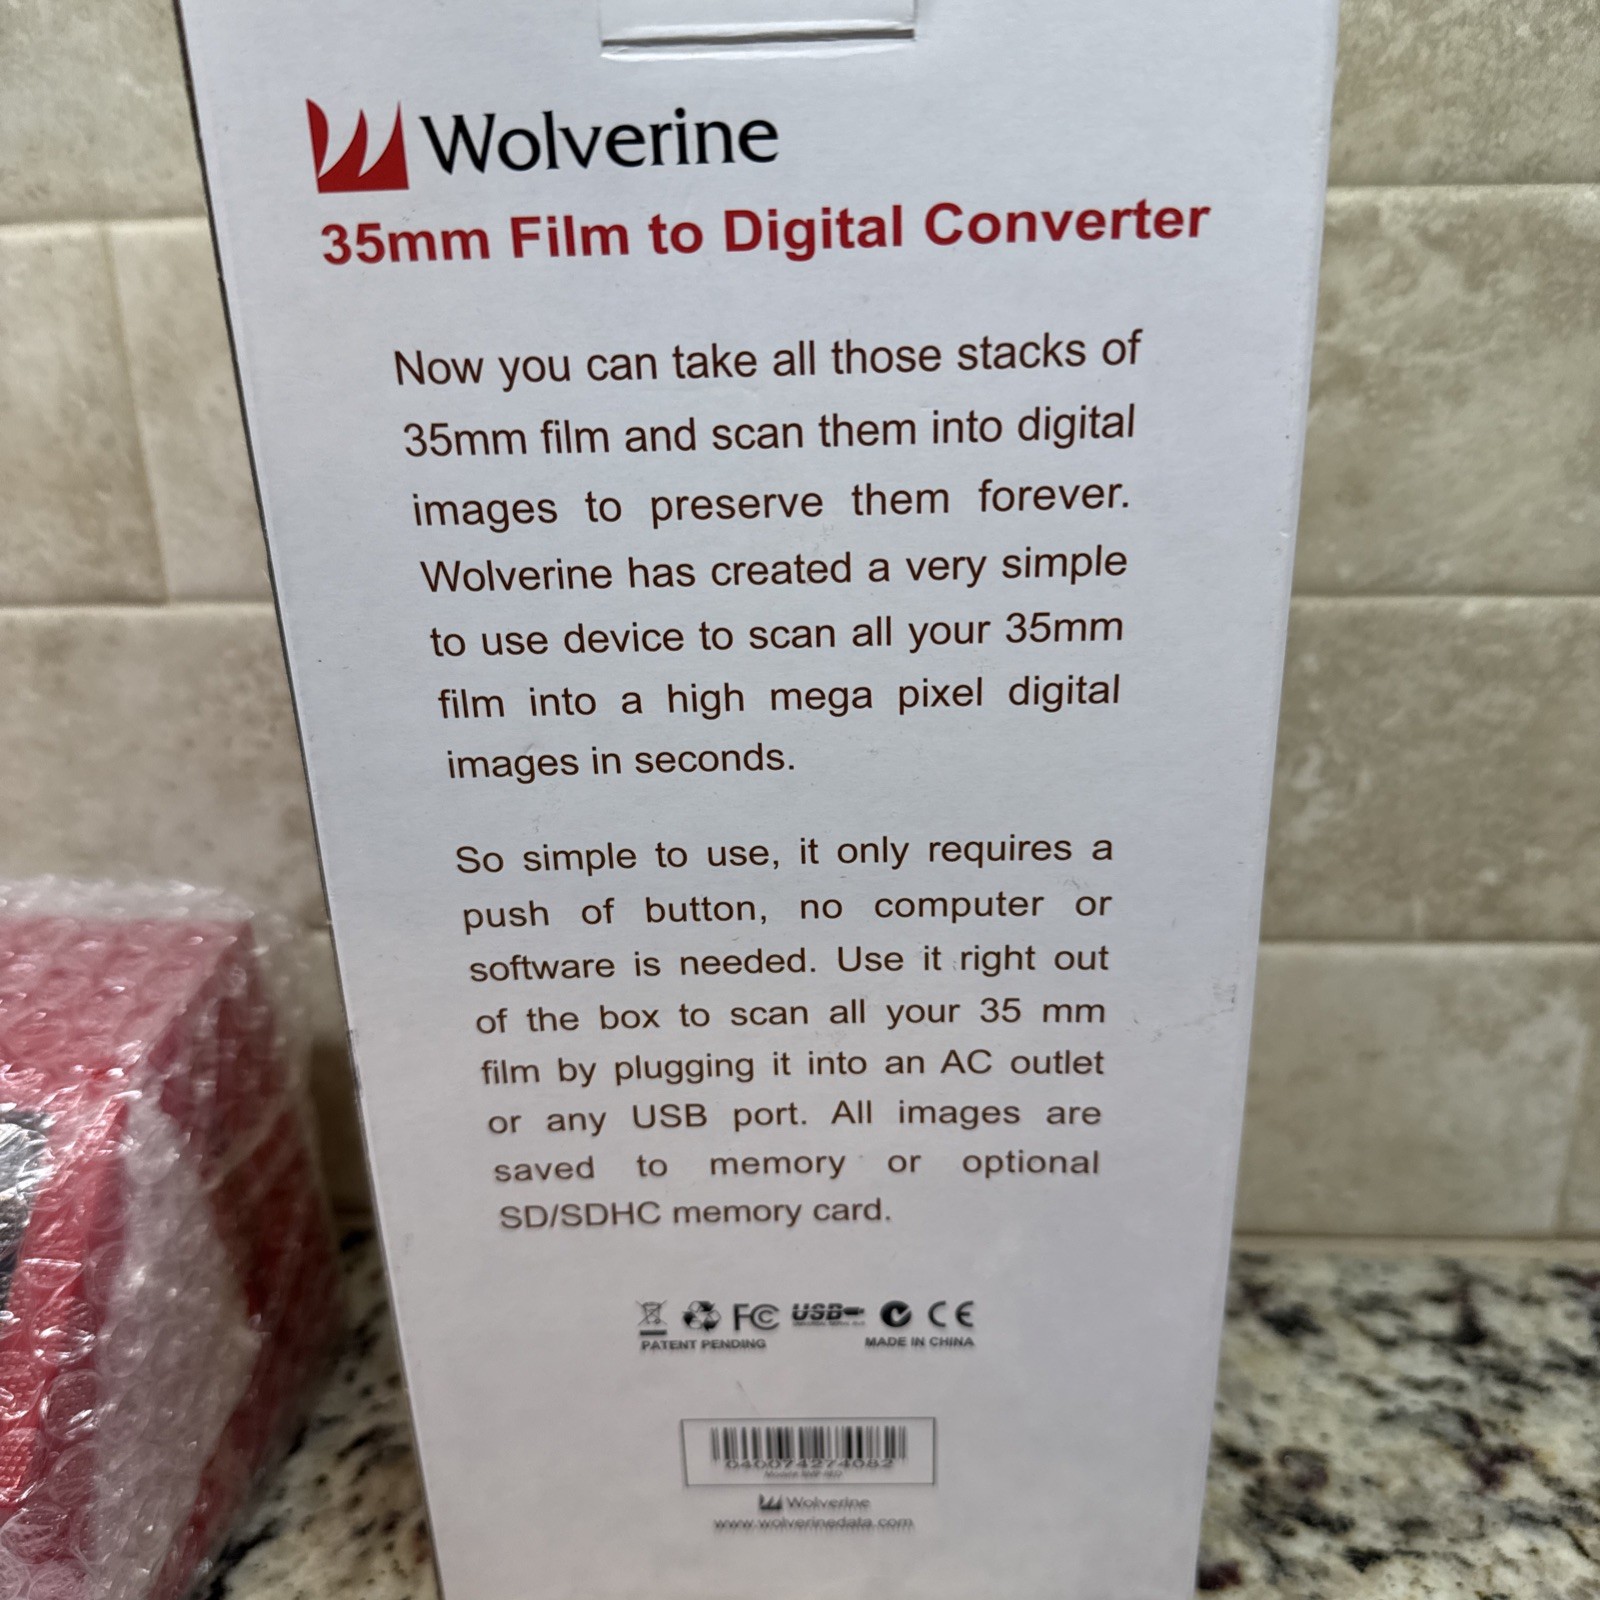 Wolverine
35mm Film to Digital Converter
Now you can take all those stacks of
35mm film and scan them into digital
images to preserve them forever.
Wolverine has created a very simple
to use device to scan all your 35mm
film into a high mega pixel digital
images in seconds.
So simple to use, it only requires a
push of button, no computer or
software is needed. Use it right out
of the box to scan all your 35 mm
film by plugging it into an AC outlet
or any USB port. All images are
saved to memory or optional
SD/SDHC memory card.
FC USB CE
PATENT PENDING MADE IN CHINA
040074274082
Wolverine
www.wolverinedata.com